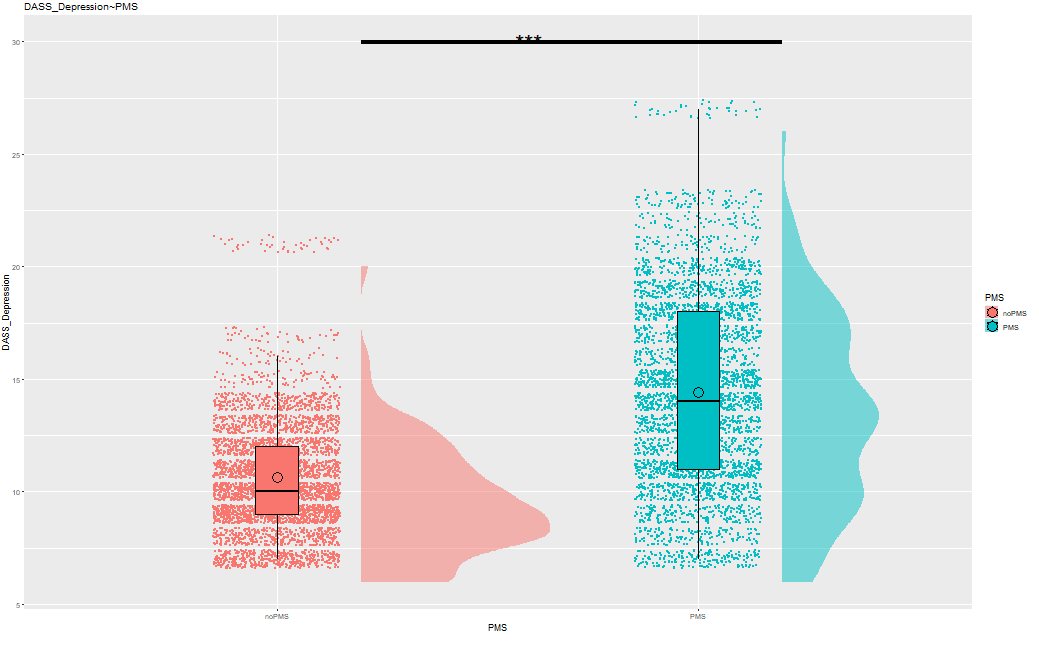 DASS_Depression~PMS
***
30
25
20
15
10
5
DASS_Depression
noPMS
PMS
PMS
PMS
noPMS
PMS